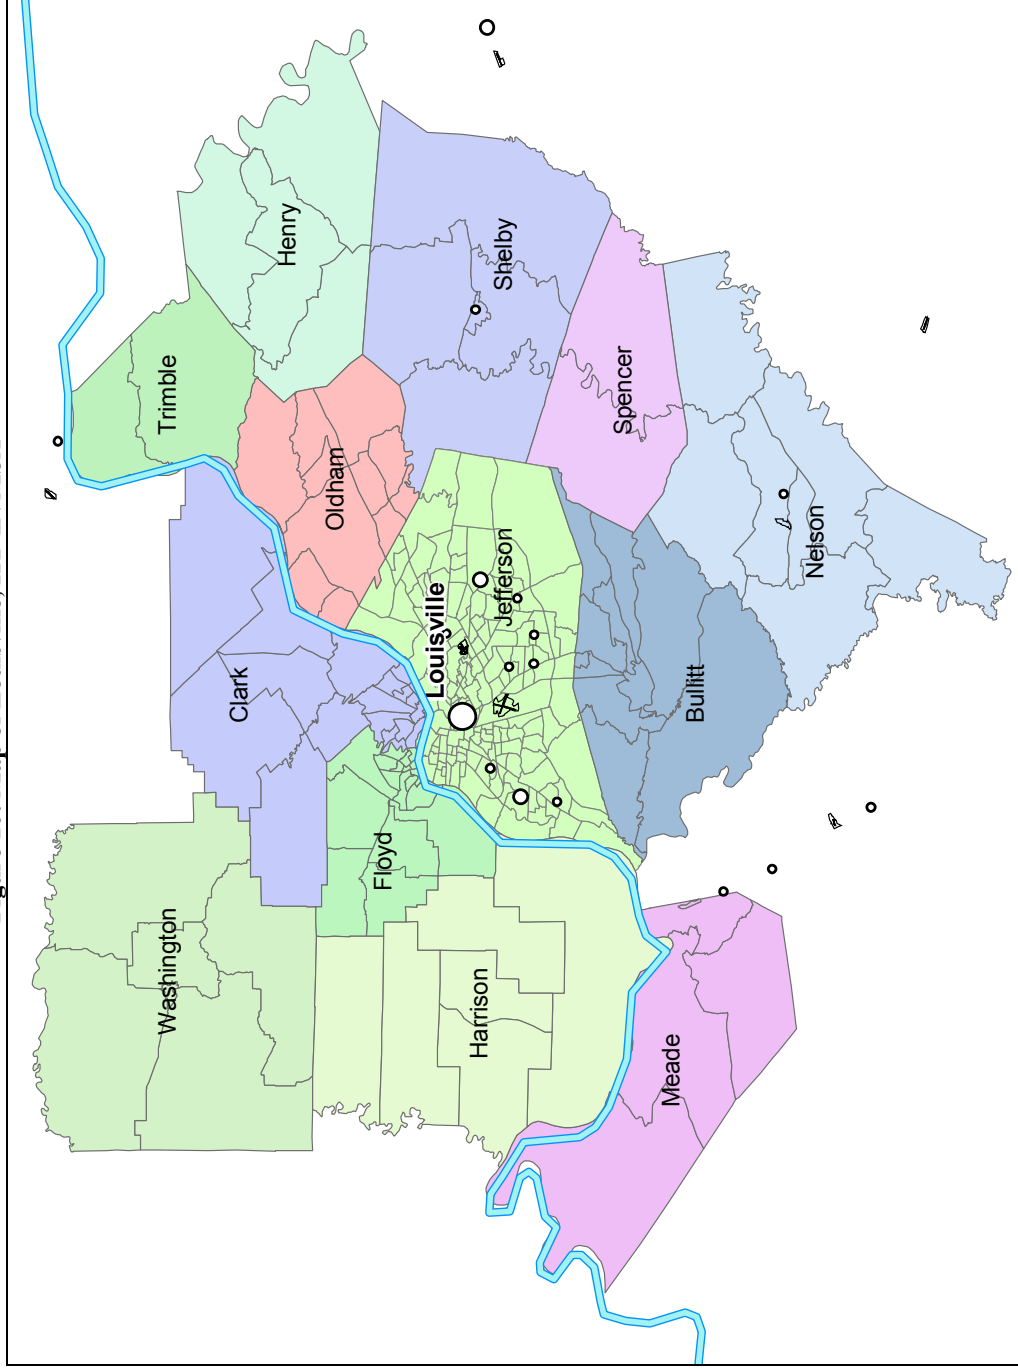 Washington
Clark
Trimble
Henry
Floyd
Oldham
Harrison
Louisville
Jefferson
Shelby
Meade
Bullitt
Spencer
Nelson